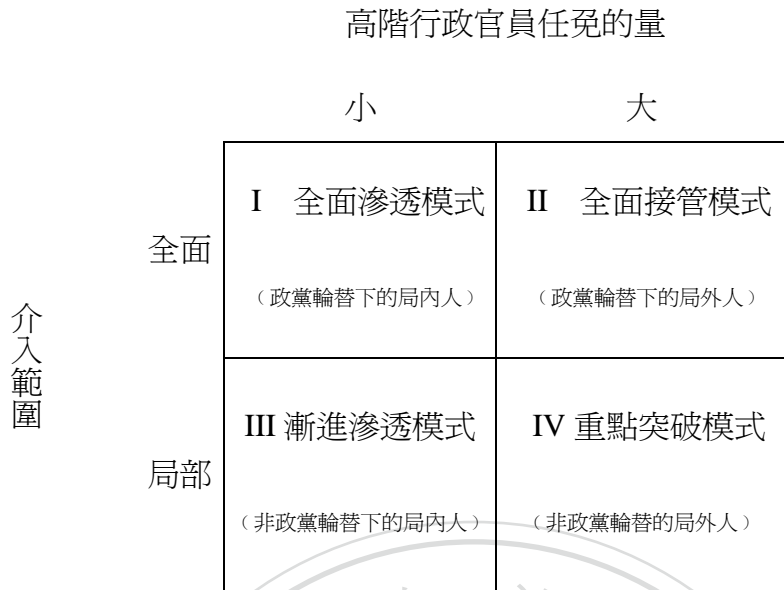 高階行政官員任免的量
小 大
I 全面滲透模式 II 全面接管模式
全面
（政黨輪替下的局內人） （政黨輪替下的局外人）
介入範圍
III 漸進滲透模式 IV 重點突破模式
局部
（非政黨輪替下的局內人） （非政黨輪替的局外人）